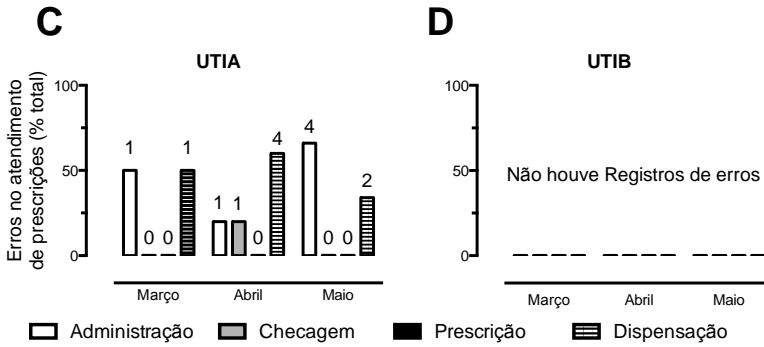 C
UTIA
Erros no atendimento
de prescrições (% total)
100
50
0
1
0
0
1
1
1
0
4
4
0
0
2
Março
Abril
Maio
D
UTIB
100
50
0
Não houve Registros de erros
Março
Abril
Maio
Administração
Checagem
Prescrição
Dispensação